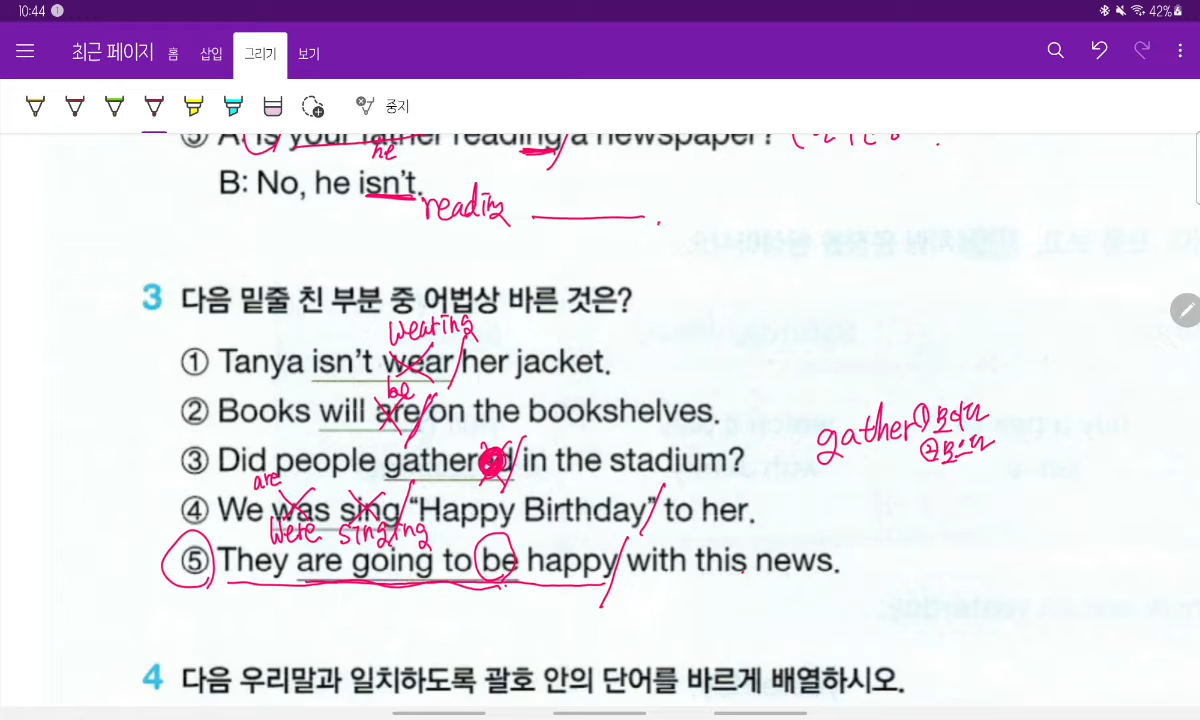 10:44 42%
최근 페이지 홈 삽입 그리기 보기
중지
A: Is your father reading a newspaper?
he
B: No, he isn't.
reading
3 다음 밑줄 친 부분 중 어법상 바른 것은?
wearing
① Tanya isn't wear her jacket.
be
② Books will are on the bookshelves.
gather ①모이다
②모으다
③ Did people gathered in the stadium?
are
④ We was sing “Happy Birthday” to her.
were singing
⑤ They are going to be happy with this news.
4 다음 우리말과 일치하도록 괄호 안의 단어를 바르게 배열하시오.